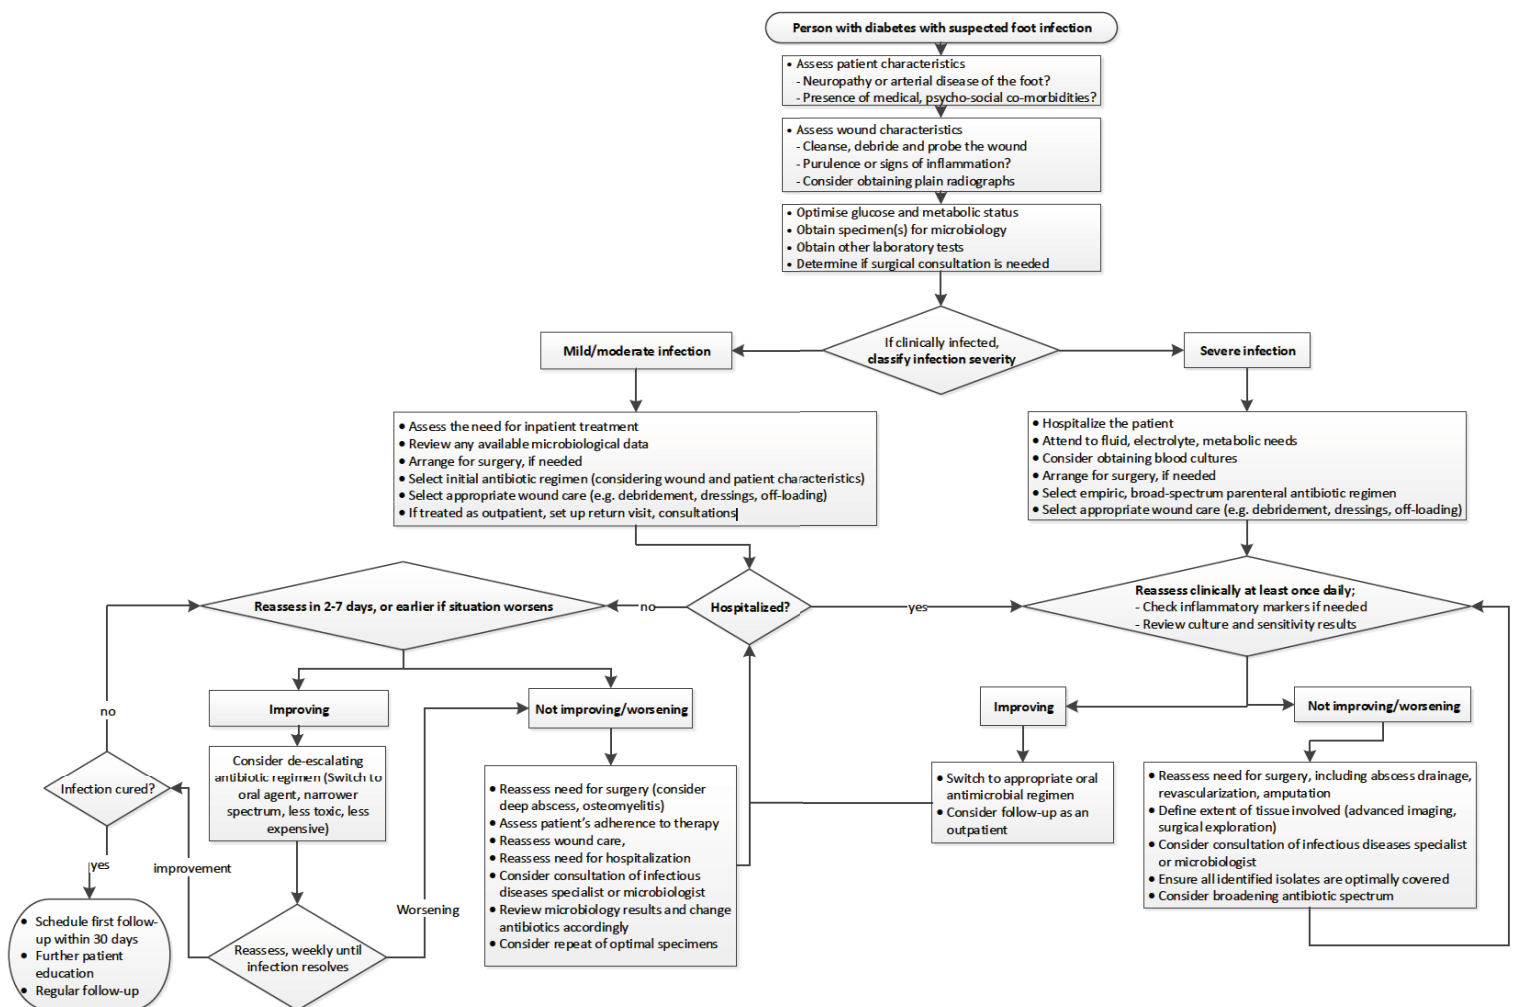 Person with diabetes with suspected foot infection
• Assess patient characteristics
- Neuropathy or arterial disease of the foot?
- Presence of medical, psycho-social co-morbidities?
• Assess wound characteristics
- Cleanse, debride and probe the wound
- Purulence or signs of inflammation?
- Consider obtaining plain radiographs
• Optimise glucose and metabolic status
• Obtain specimen(s) for microbiology
• Obtain other laboratory tests
• Determine if surgical consultation is needed
If clinically infected,
classify infection severity
Mild/moderate infection
Severe infection
• Assess the need for inpatient treatment
• Review any available microbiological data
• Arrange for surgery, if needed
• Select initial antibiotic regimen (considering wound and patient characteristics)
• Select appropriate wound care (e.g. debridement, dressings, off-loading)
• If treated as outpatient, set up return visit, consultations
• Hospitalize the patient
• Attend to fluid, electrolyte, metabolic needs
• Consider obtaining blood cultures
• Arrange for surgery, if needed
• Select empiric, broad-spectrum parenteral antibiotic regimen
• Select appropriate wound care (e.g. debridement, dressings, off-loading)
Reassess in 2-7 days, or earlier if situation worsens
no
Hospitalized?
yes
Reassess clinically at least once daily;
- Check inflammatory markers if needed
- Review culture and sensitivity results
no
Improving
Not improving/worsening
Improving
Not improving/worsening
Infection cured?
Consider de-escalating
antibiotic regimen (Switch to
oral agent, narrower
spectrum, less toxic, less
expensive)
• Reassess need for surgery (consider
deep abscess, osteomyelitis)
• Assess patient's adherence to therapy
• Reassess wound care,
• Reassess need for hospitalization
• Consider consultation of infectious
diseases specialist or microbiologist
• Review microbiology results and change
antibiotics accordingly
• Consider repeat of optimal specimens
• Switch to appropriate oral
antimicrobial regimen
• Consider follow-up as an
outpatient
• Reassess need for surgery, including abscess drainage,
revascularization, amputation
• Define extent of tissue involved (advanced imaging,
surgical exploration)
• Consider consultation of infectious diseases specialist
or microbiologist
• Ensure all identified isolates are optimally covered
• Consider broadening antibiotic spectrum
yes
improvement
Worsening
• Schedule first follow-
up within 30 days
• Further patient
education
• Regular follow-up
Reassess, weekly until
infection resolves